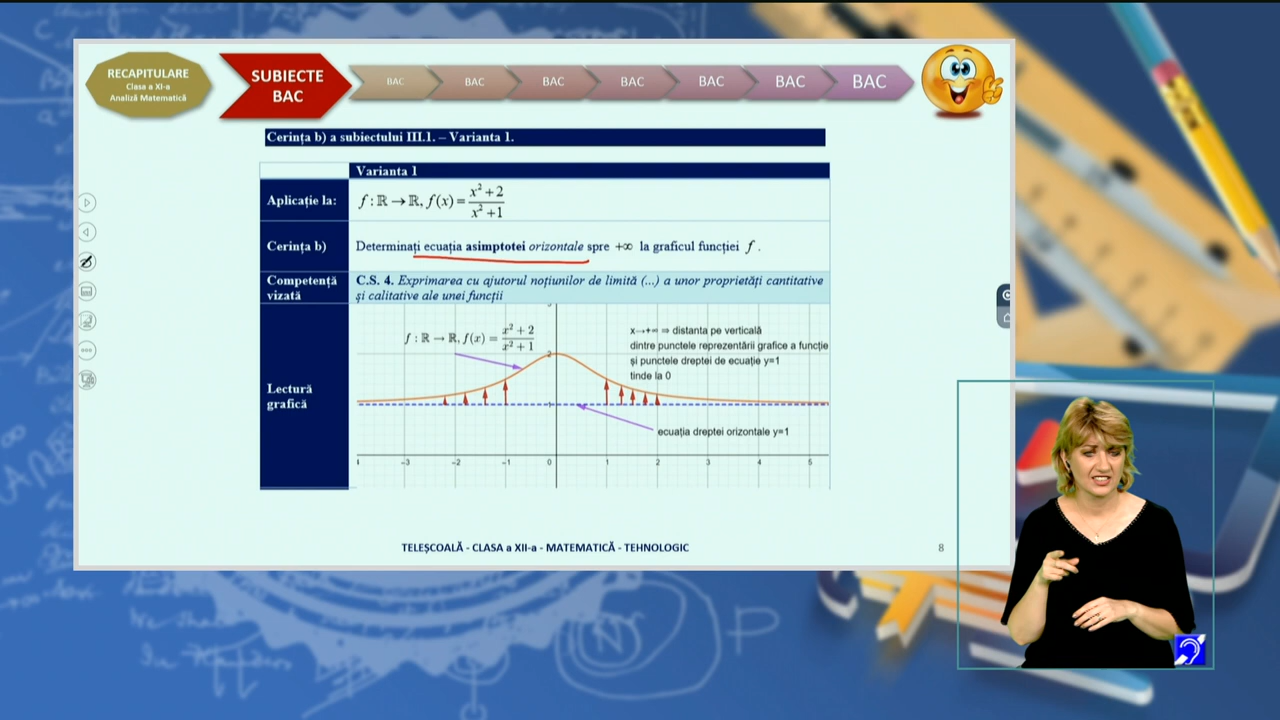 RECAPITULARE
Clasa a XI-a
Analiză Matematică
SUBIECTE
BAC
BAC
BAC
BAC
BAC
BAC
BAC
BAC
Cerința b) a subiectului III.1. – Varianta 1.
Varianta 1
Aplicație la:
f : ℝ → ℝ, f(x) = (x² + 2)/(x² + 1)
Cerința b)
Determinați ecuația asimptotei orizontale spre +∞ la graficul funcției f .
Competență
vizată
C.S. 4. Exprimarea cu ajutorul noțiunilor de limită (...) a unor proprietăți cantitative
și calitative ale unei funcții
Lectură
grafică
f : ℝ → ℝ, f(x) = (x² + 2)/(x² + 1)
x→+∞ ⇒ distanta pe verticală
dintre punctele reprezentării grafice a funcție
și punctele dreptei de ecuație y=1
tinde la 0
2
1
ecuația dreptei orizontale y=1
−3 −2 −1 0 1 2 3 4 5
TELEȘCOALĂ - CLASA a XII-a - MATEMATICĂ - TEHNOLOGIC
8
N
P